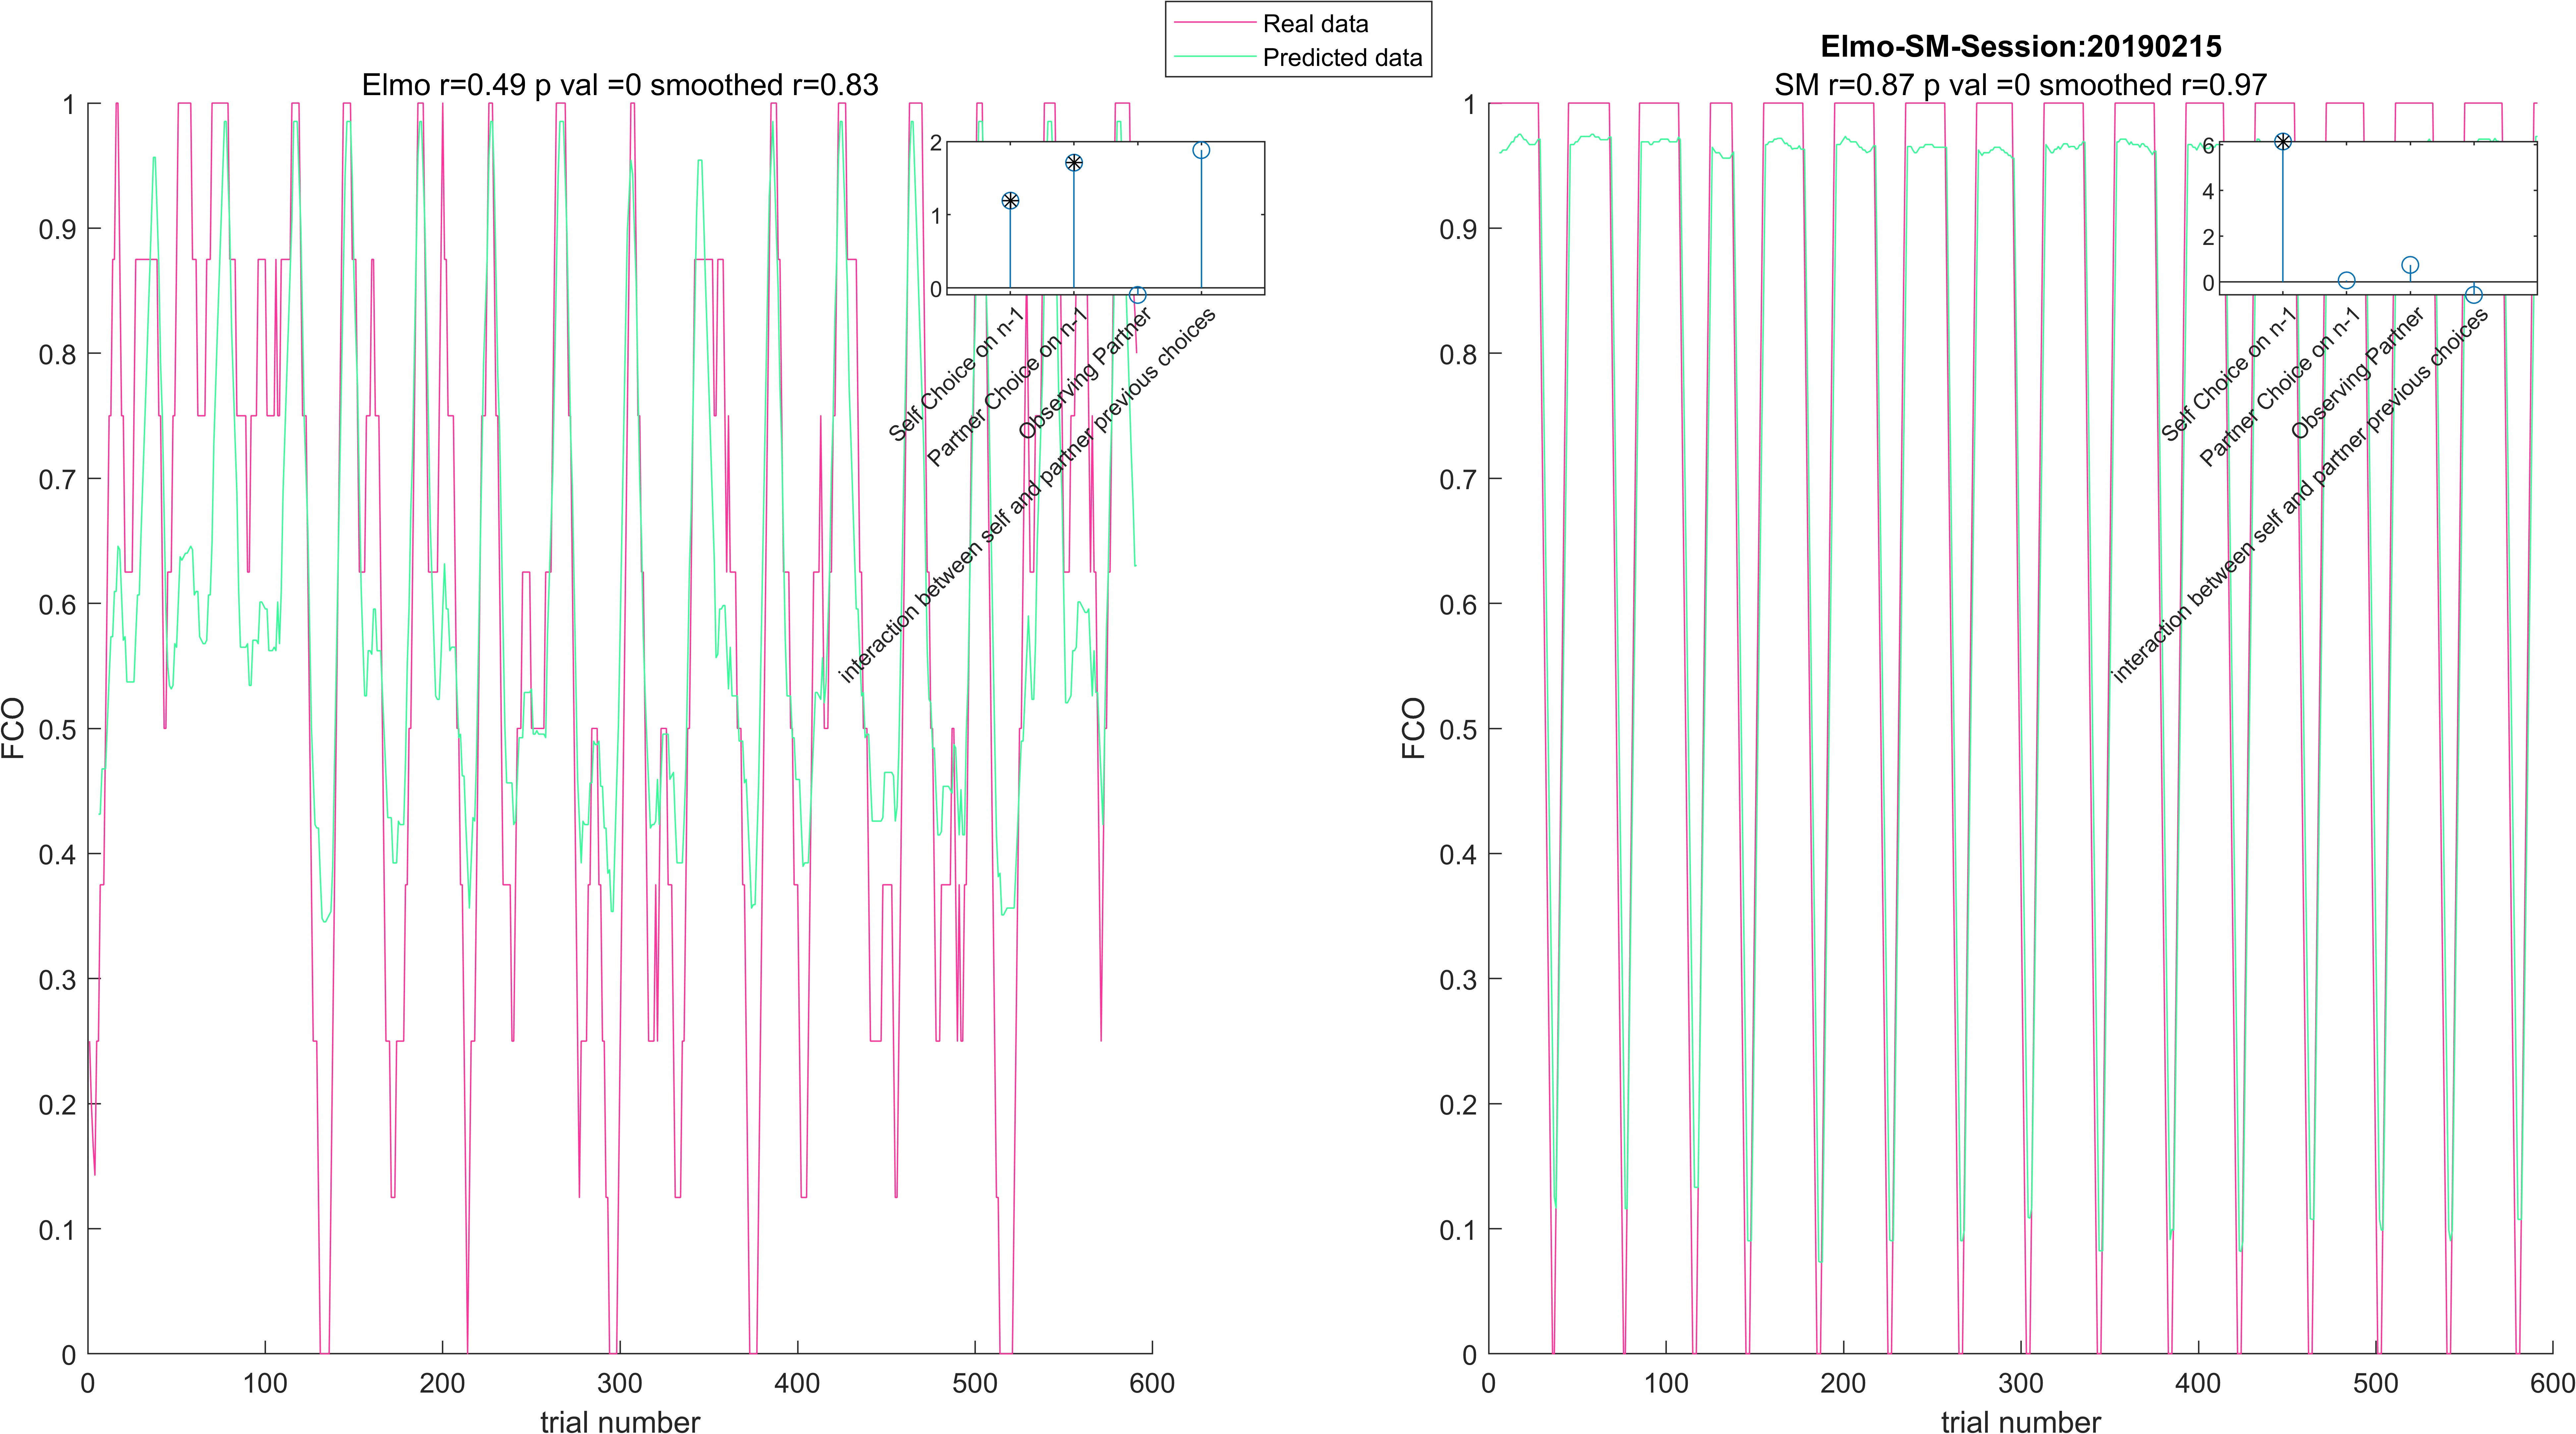 Real data
Predicted data
Elmo r=0.49 p val =0 smoothed r=0.83
1
0.9
0.8
0.7
0.6
0.5
0.4
0.3
0.2
0.1
0
FCO
0
100
200
300
400
500
600
trial number
2
1
0
Self Choice on n-1
Partner Choice on n-1
Observing Partner
interaction between self and partner previous choices
Elmo-SM-Session:20190215
SM r=0.87 p val =0 smoothed r=0.97
1
0.9
0.8
0.7
0.6
0.5
0.4
0.3
0.2
0.1
0
FCO
0
100
200
300
400
500
600
trial number
6
4
2
0
Self Choice on n-1
Partner Choice on n-1
Observing Partner
interaction between self and partner previous choices